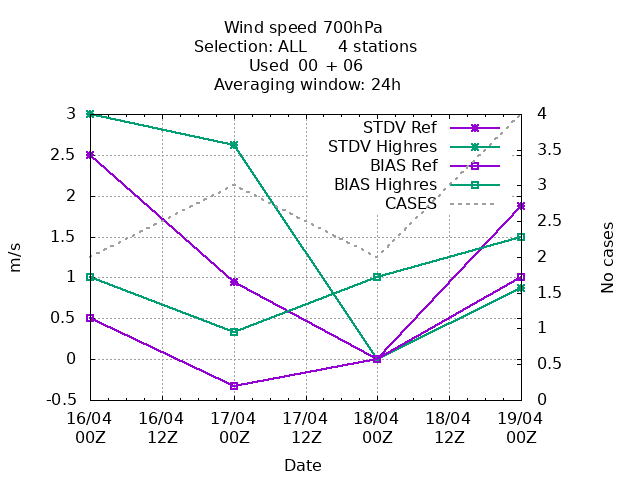 Wind speed 700hPa
Selection: ALL      4 stations
Used  00 + 06
Averaging window: 24h
3
2.5
2
1.5
1
0.5
0
-0.5
4
3.5
3
2.5
2
1.5
1
0.5
0
STDV Ref
STDV Highres
BIAS Ref
BIAS Highres
CASES
m/s
No cases
16/04 16/04 17/04 17/04 18/04 18/04 19/04
00Z 12Z 00Z 12Z 00Z 12Z 00Z
Date